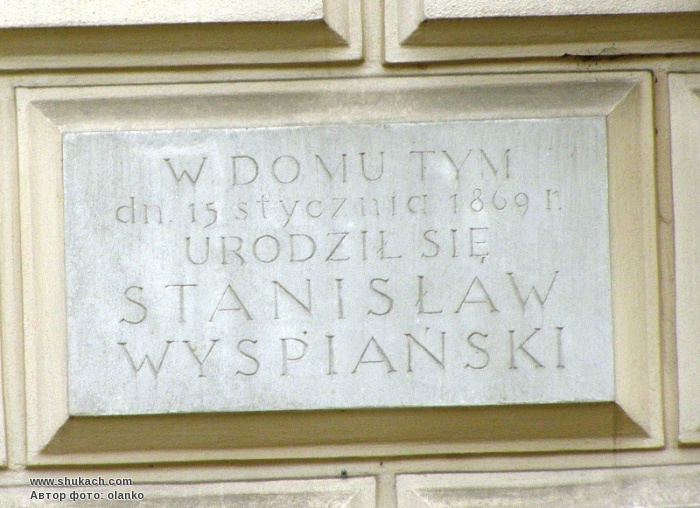 W DOMU TYM
dn. 15 stycznia 1869 r.
URODZIŁ SIĘ
STANISŁAW
WYSPIAŃSKI
www.shukach.com
Автор фото: olanko